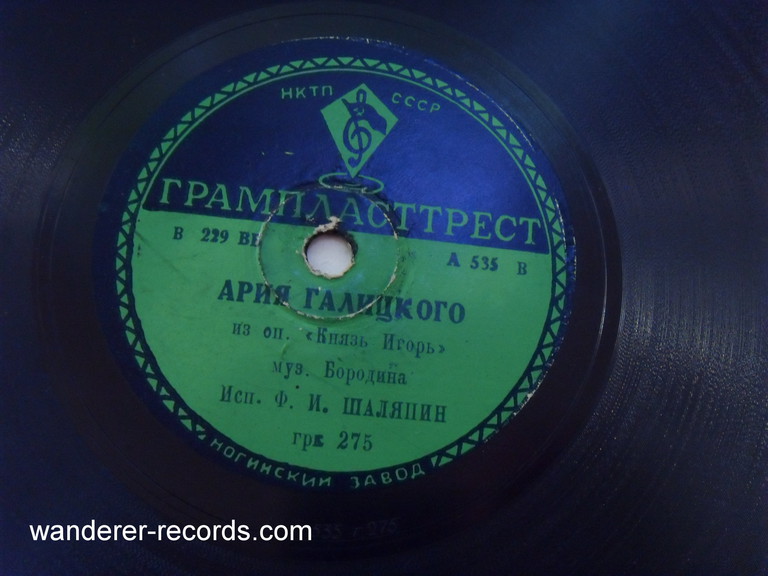 НКТП СССР
ГРАМПЛАСТТРЕСТ
В 229 ВЕ
А 535 В
АРИЯ ГАЛИЦКОГО
из оп. «Князь Игорь»
муз. Бородина
Исп. Ф. И. ШАЛЯПИН
грк 275
НОГИНСКИЙ ЗАВОД
wanderer-records.com